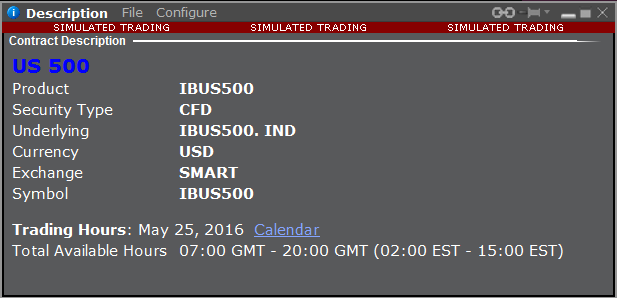 Description File Configure
SIMULATED TRADING SIMULATED TRADING SIMULATED TRADING
Contract Description
US 500
Product IBUS500
Security Type CFD
Underlying IBUS500. IND
Currency USD
Exchange SMART
Symbol IBUS500
Trading Hours: May 25, 2016 Calendar
Total Available Hours 07:00 GMT - 20:00 GMT (02:00 EST - 15:00 EST)